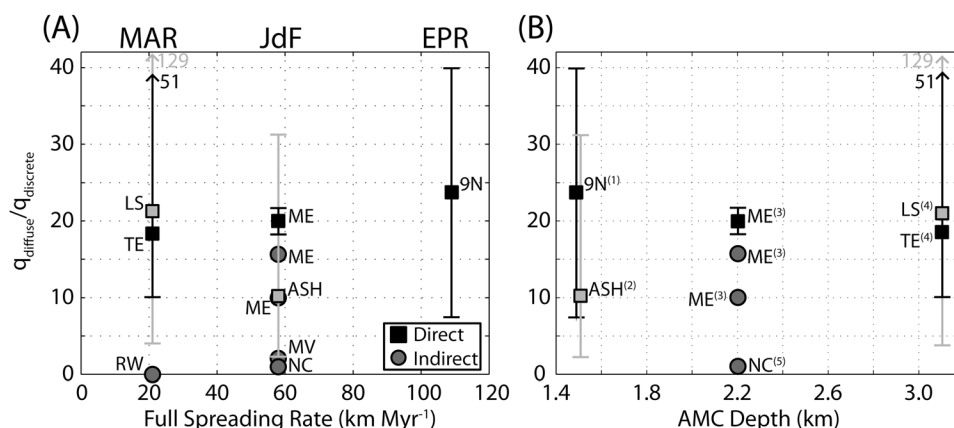 (A)
MAR
JdF
EPR
(B)
q_diffuse/q_discrete
40
30
20
10
0
129
51
LS
TE
RW
ME
ME
ASH
ME
MV
NC
9N
Direct
Indirect
0 20 40 60 80 100 120
Full Spreading Rate (km Myr⁻¹)
40
30
20
10
0
129
51
9N⁽¹⁾
ASH⁽²⁾
ME⁽³⁾
ME⁽³⁾
ME⁽³⁾
NC⁽⁵⁾
LS⁽⁴⁾
TE⁽⁴⁾
1.4 1.8 2.2 2.6 3.0
AMC Depth (km)